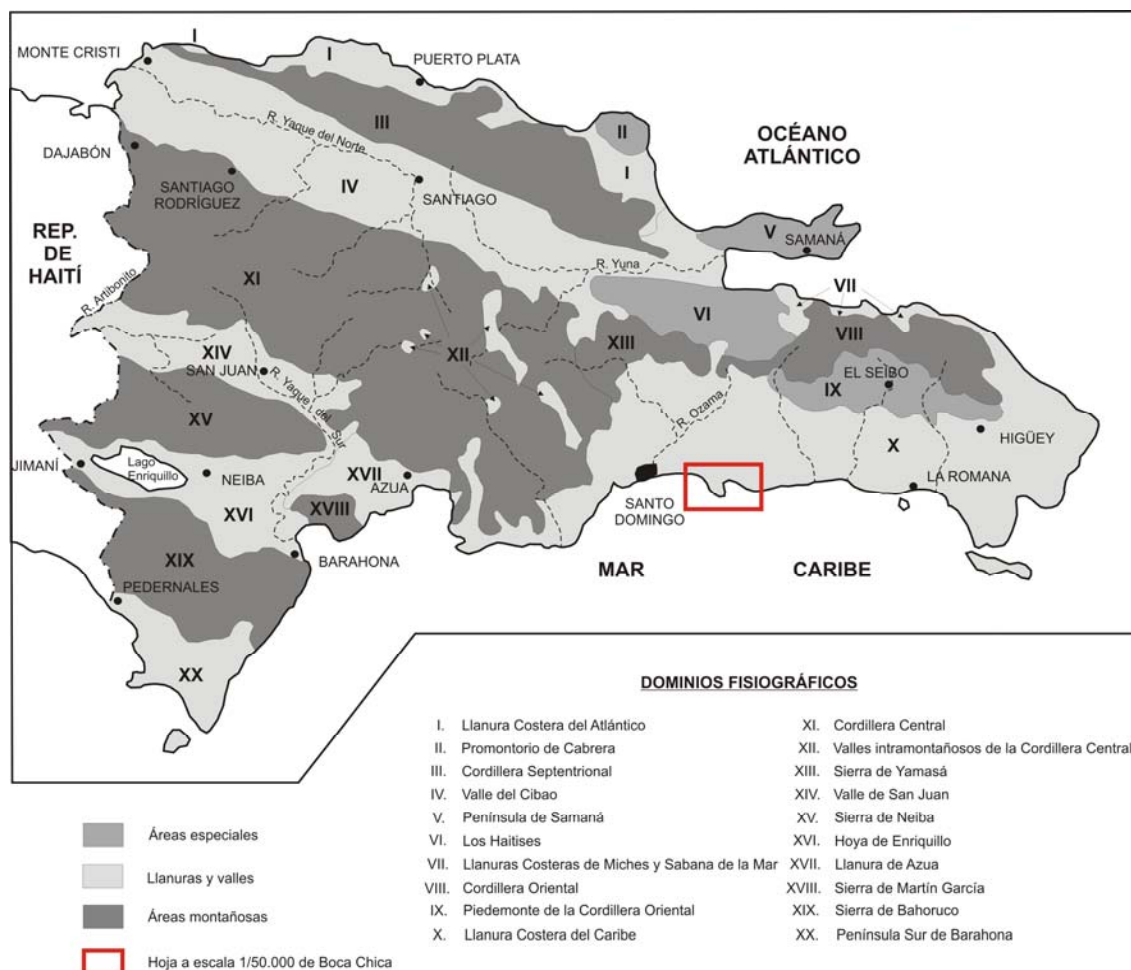 I
I
MONTE CRISTI
PUERTO PLATA
III
II
OCÉANO
ATLÁNTICO
R. Yaque del Norte
DAJABÓN
I
SANTIAGO
RODRÍGUEZ
IV
SANTIAGO
REP.
DE
HAITÍ
V
SAMANÁ
R. Yuna
XI
VII
R. Artibonito
VI
VIII
XII
XIII
XIV
SAN JUAN
EL SEIBO
IX
R. Yaque del Sur
R. Ozama
XV
X
HIGÜEY
JIMANÍ
Lago
Enriquillo
NEIBA
XVII
AZUA
LA ROMANA
SANTO
DOMINGO
XVI
XVIII
BARAHONA
MAR
CARIBE
XIX
PEDERNALES
XX
DOMINIOS FISIOGRÁFICOS
I. Llanura Costera del Atlántico
II. Promontorio de Cabrera
III. Cordillera Septentrional
IV. Valle del Cibao
V. Península de Samaná
VI. Los Haitises
VII. Llanuras Costeras de Miches y Sabana de la Mar
VIII. Cordillera Oriental
IX. Piedemonte de la Cordillera Oriental
X. Llanura Costera del Caribe
XI. Cordillera Central
XII. Valles intramontañosos de la Cordillera Central
XIII. Sierra de Yamasá
XIV. Valle de San Juan
XV. Sierra de Neiba
XVI. Hoya de Enriquillo
XVII. Llanura de Azua
XVIII. Sierra de Martín García
XIX. Sierra de Bahoruco
XX. Península Sur de Barahona
Áreas especiales
Llanuras y valles
Áreas montañosas
Hoja a escala 1/50.000 de Boca Chica